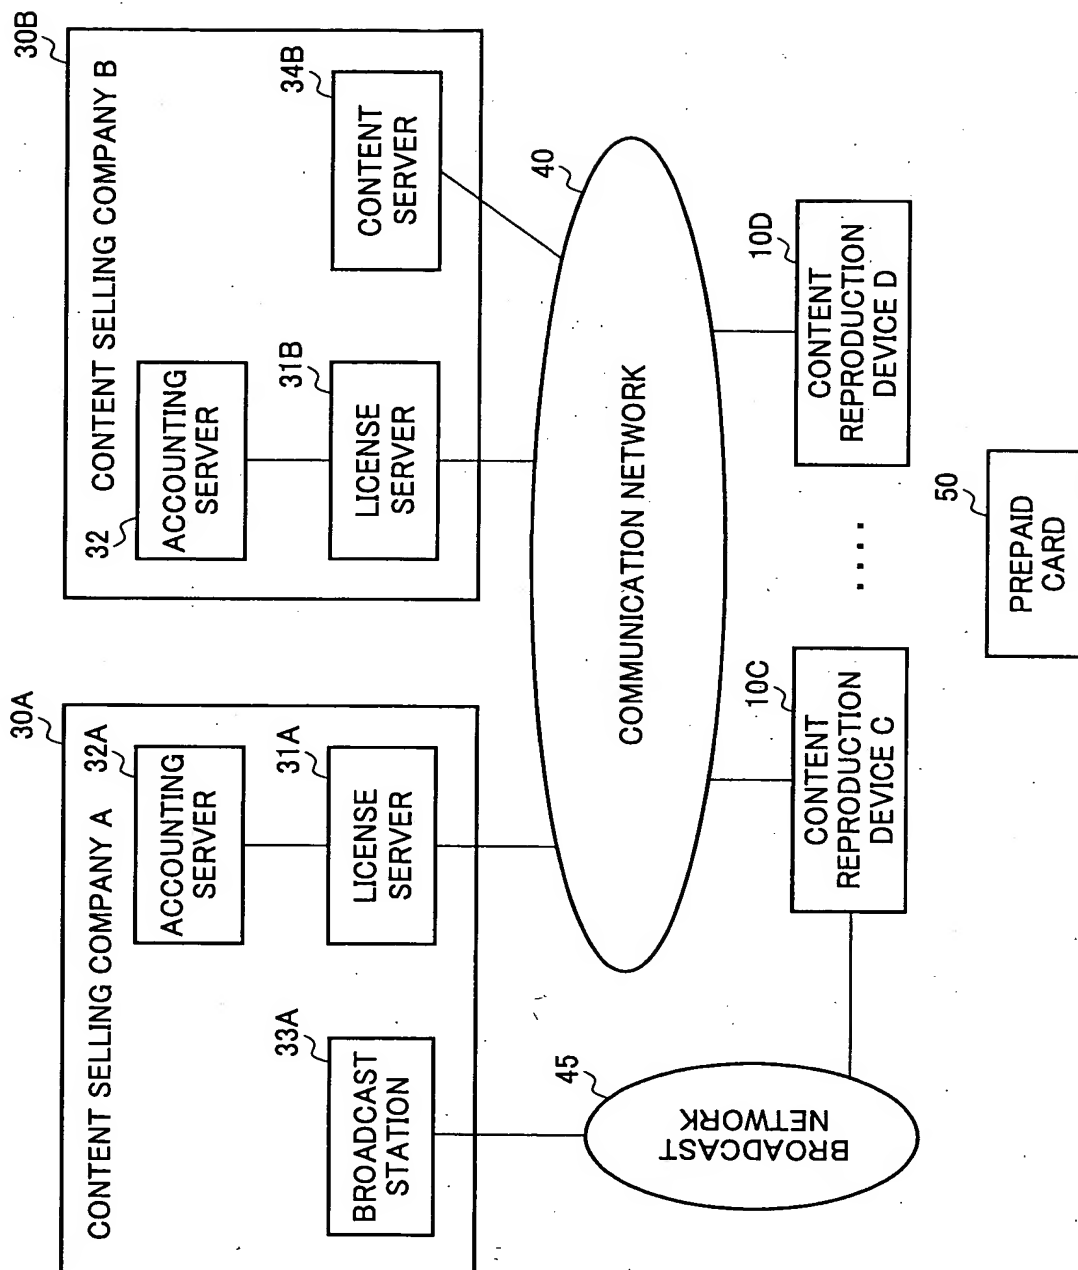 30A
CONTENT SELLING COMPANY A
32A
ACCOUNTING
SERVER
31A
LICENSE
SERVER
33A
BROADCAST
STATION
30B
CONTENT SELLING COMPANY B
32
ACCOUNTING
SERVER
31B
LICENSE
SERVER
34B
CONTENT
SERVER
40
COMMUNICATION NETWORK
45
BROADCAST
NETWORK
10C
CONTENT
REPRODUCTION
DEVICE C
....
10D
CONTENT
REPRODUCTION
DEVICE D
50
PREPAID
CARD